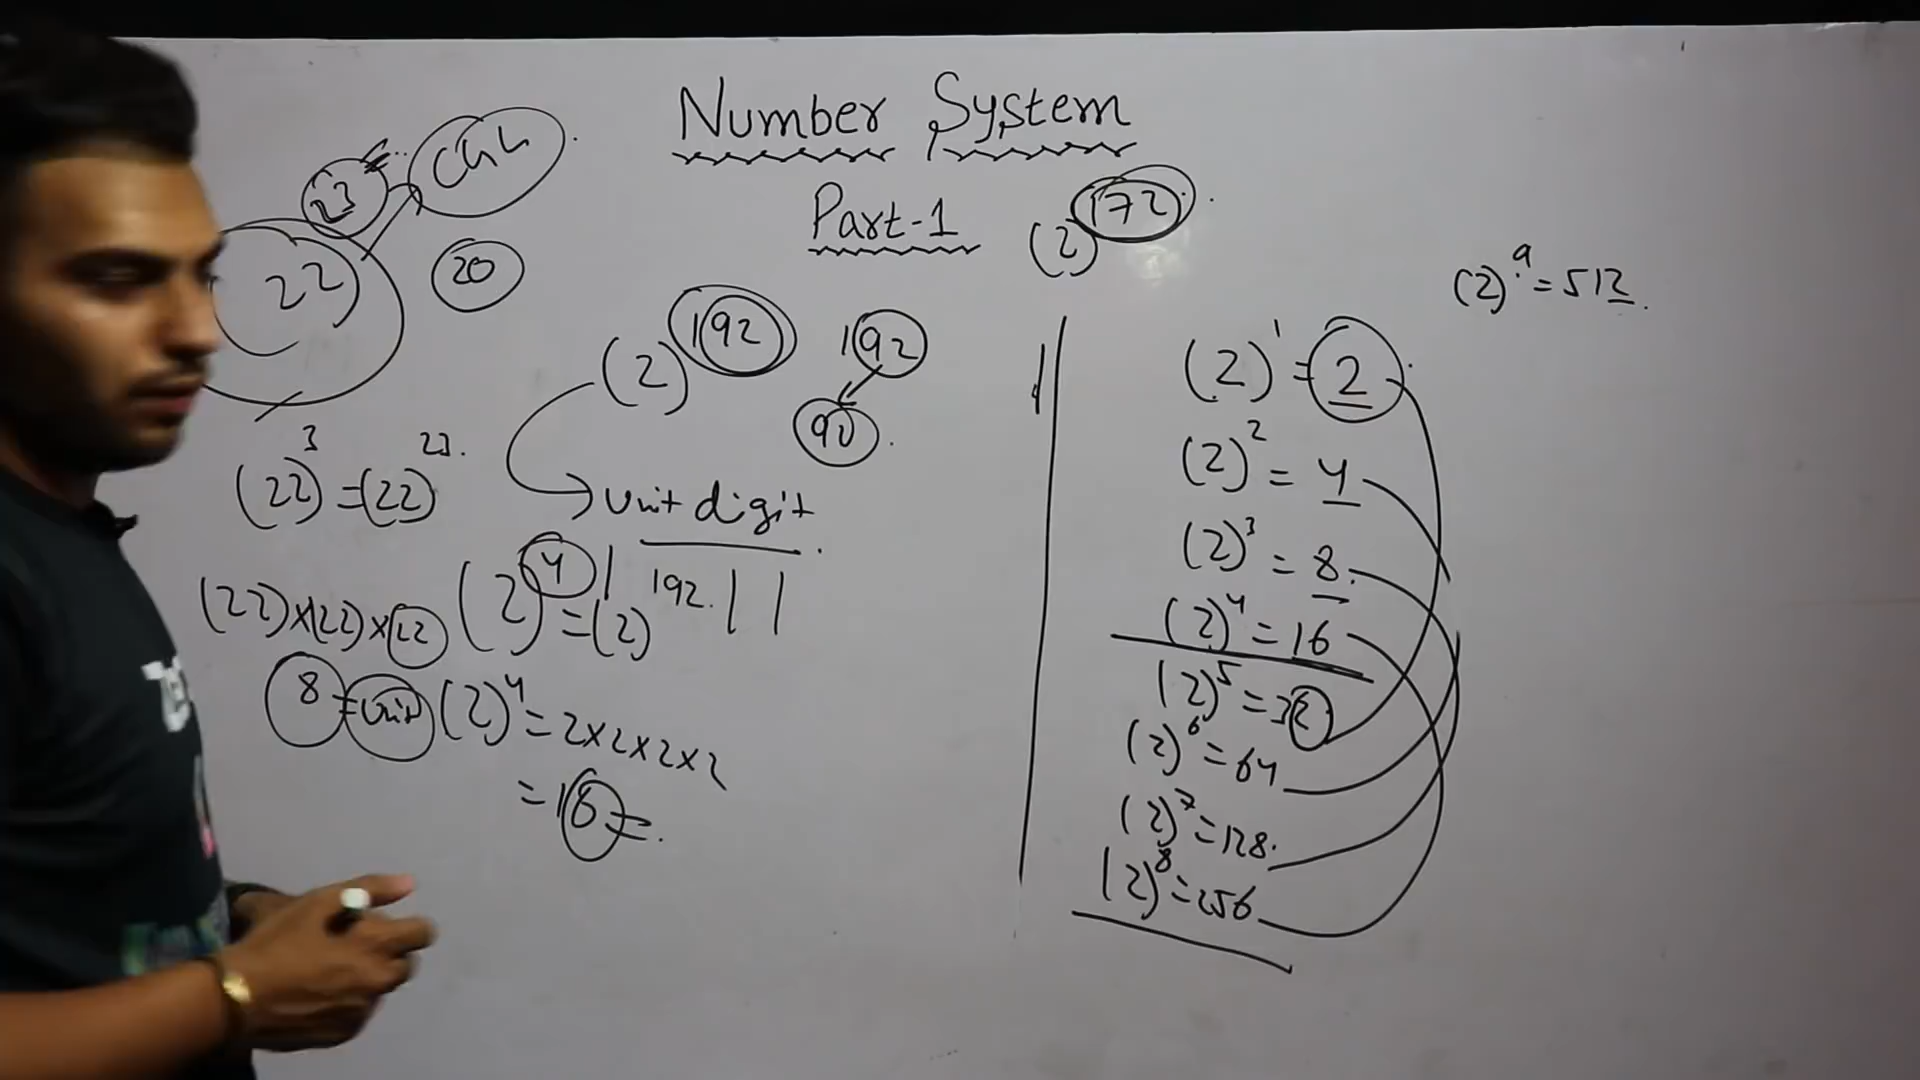 Number System
Part-1
CGL
23
22
20
(2)^172
(2)^9 = 512
(2)^192
192
90
Unit digit
(22)^3 = (22)^23
(22)×(22)×22
(2)^4 = (2)^192
8 = Unit
(2)^4 = 2×2×2×2
= 16 =
(2)^1 = 2
(2)^2 = 4
(2)^3 = 8
(2)^4 = 16
(2)^5 = 32
(2)^6 = 64
(2)^7 = 128
(2)^8 = 256